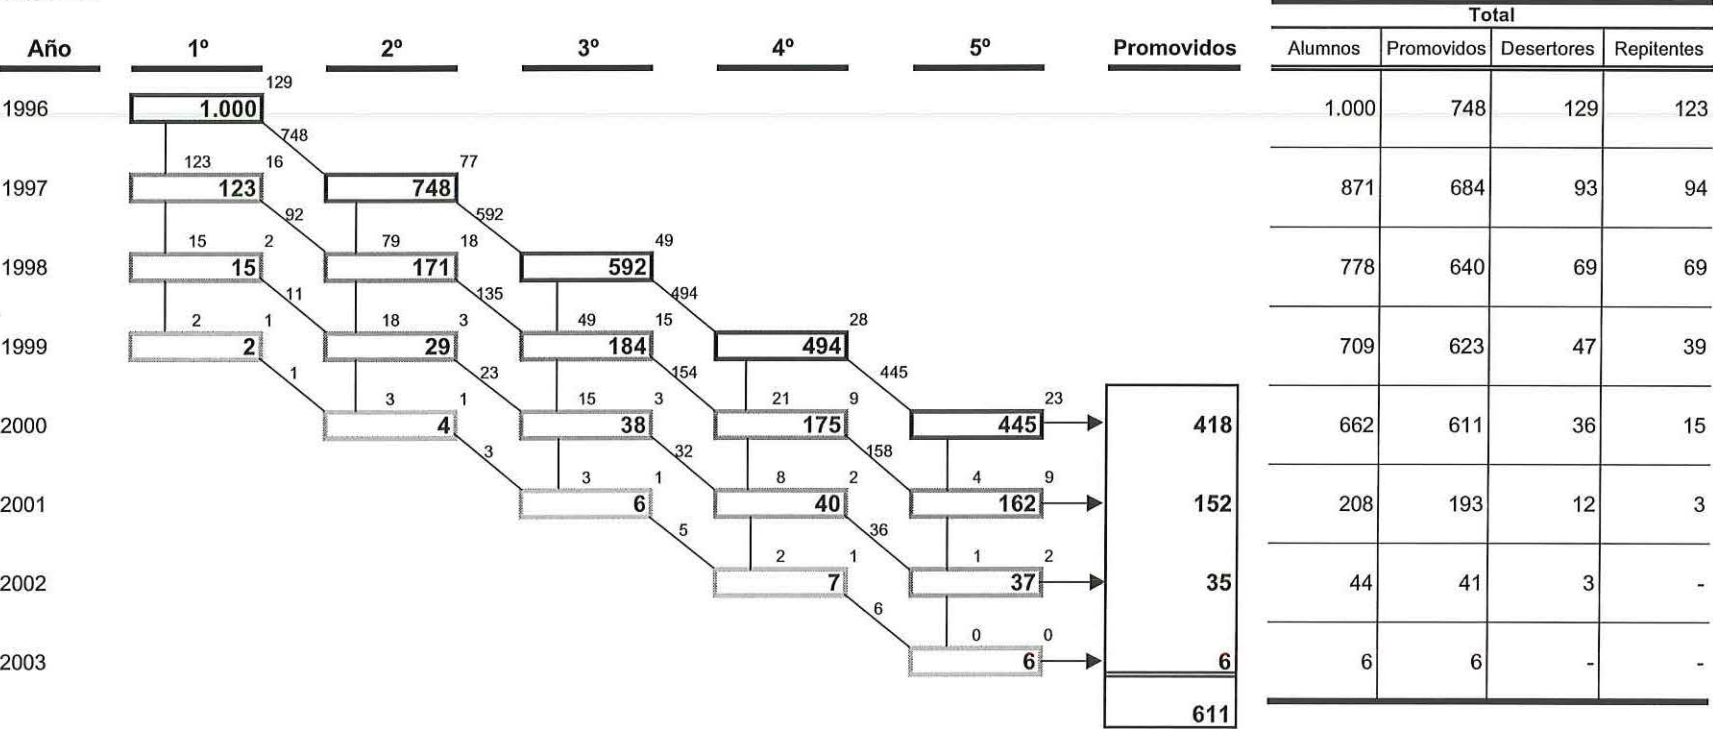 Total
Año 1º 2º 3º 4º 5º Promovidos Alumnos Promovidos Desertores Repitentes
129
1996 1.000 1.000 748 129 123
748
123 16 77
1997 123 748 871 684 93 94
92 592
15 2 79 18 49
1998 15 171 592 778 640 69 69
11 135 494
2 1 18 3 49 15 28
1999 2 29 184 494 709 623 47 39
1 23 154 445
3 1 15 3 21 9 23
2000 4 38 175 445 418 662 611 36 15
3 32 158
3 1 8 2 4 9
2001 6 40 162 152 208 193 12 3
5 36
2 1 1 2
2002 7 37 35 44 41 3 -
6
0 0
2003 6 6 6 6 - -
611